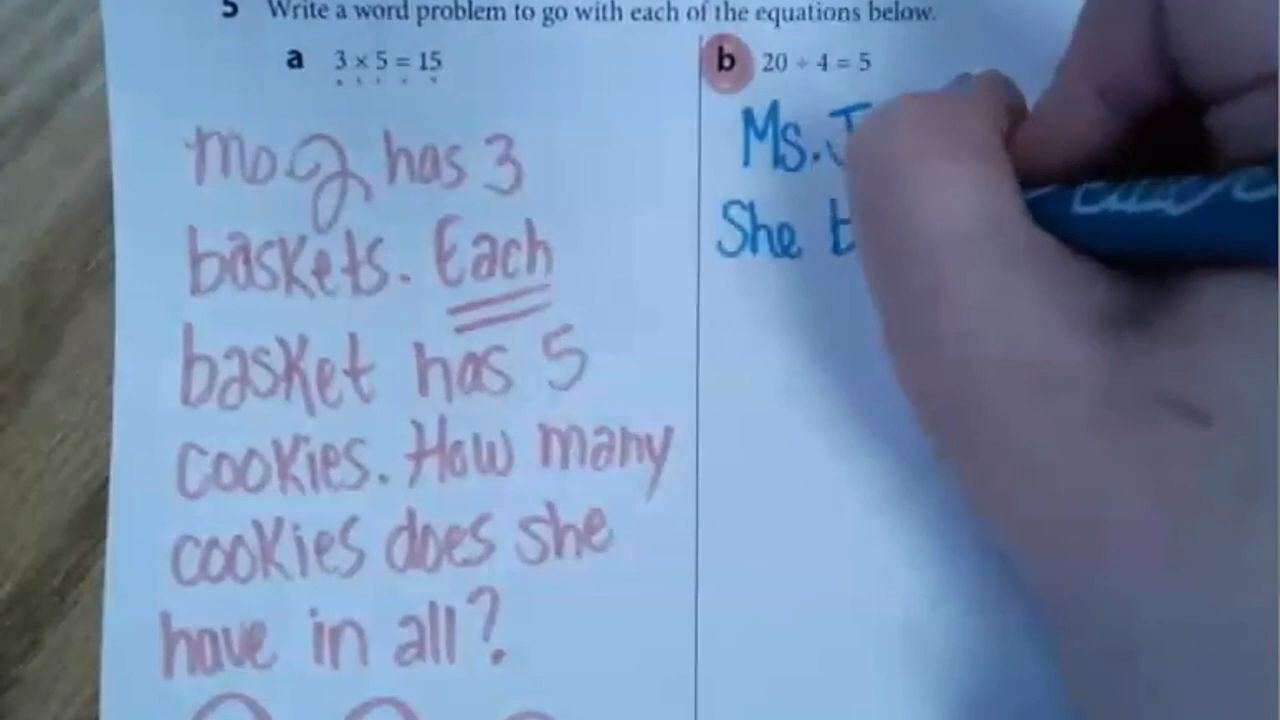 5 Write a word problem to go with each of the equations below.
a 3 × 5 = 15
mo has 3
baskets. Each
basket has 5
cookies. How many
cookies does she
have in all?
b 20 ÷ 4 = 5
Ms.
She